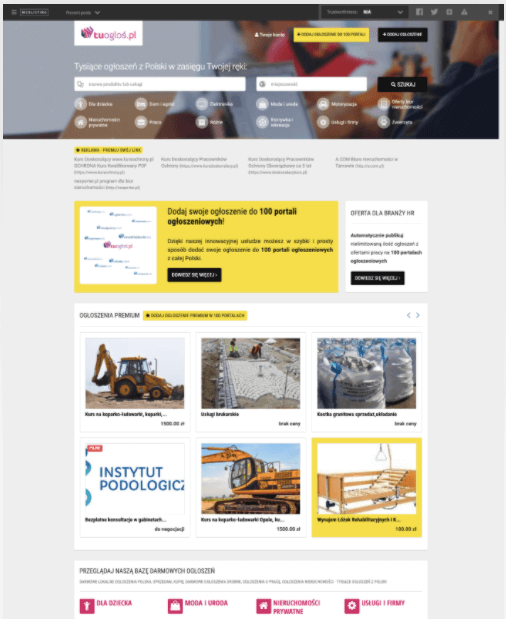 tuogłoś.pl
Twoje konto
+ DODAJ OGŁOSZENIE DO 100 PORTALI
+ DODAJ OGŁOSZENIE
Tysiące ogłoszeń z Polski w zasięgu Twojej ręki:
nazwa produktu lub usługi
miejscowość
SZUKAJ
Dla dziecka
Dom i ogród
Elektronika
Moda i uroda
Motoryzacja
Oferty biur nieruchomości
Nieruchomości prywatne
Praca
Różne
Rozrywka i rekreacja
Usługi i firmy
Zwierzęta
REKLAMA - PROMUJ SWÓJ LINK
Dodaj swoje ogłoszenie do 100 portali
ogłoszeniowych!
Dzięki naszej innowacyjnej usłudze możesz w szybki i prosty
sposób dodać swoje ogłoszenie do 100 portali ogłoszeniowych
z całej Polski.
DOWIEDZ SIĘ WIĘCEJ ›
OFERTA DLA BRANŻY HR
Automatycznie publikuj
nielimitowaną ilość ogłoszeń z
ofertami pracy na 100 portalach
ogłoszeniowych
DOWIEDZ SIĘ WIĘCEJ ›
OGŁOSZENIA PREMIUM
DODAJ OGŁOSZENIE PREMIUM W 100 PORTALACH
Kurs na koparko-ładowarki, koparki,...
1500.00 zł
Usługi brukarskie
brak ceny
Kostka granitowa sprzedaż,układanie
brak ceny
PILNE
INSTYTUT
PODOLOGICZ
Bezpłatne konsultacje w gabinetach...
do negocjacji
Kurs na koparko-ładowarki Opole, ko...
1500.00 zł
Wynajem Łóżek Rehabilitacyjnych i K...
100.00 zł
PRZEGLĄDAJ NASZĄ BAZĘ DARMOWYCH OGŁOSZEŃ
DLA DZIECKA
MODA I URODA
NIERUCHOMOŚCI
PRYWATNE
USŁUGI I FIRMY